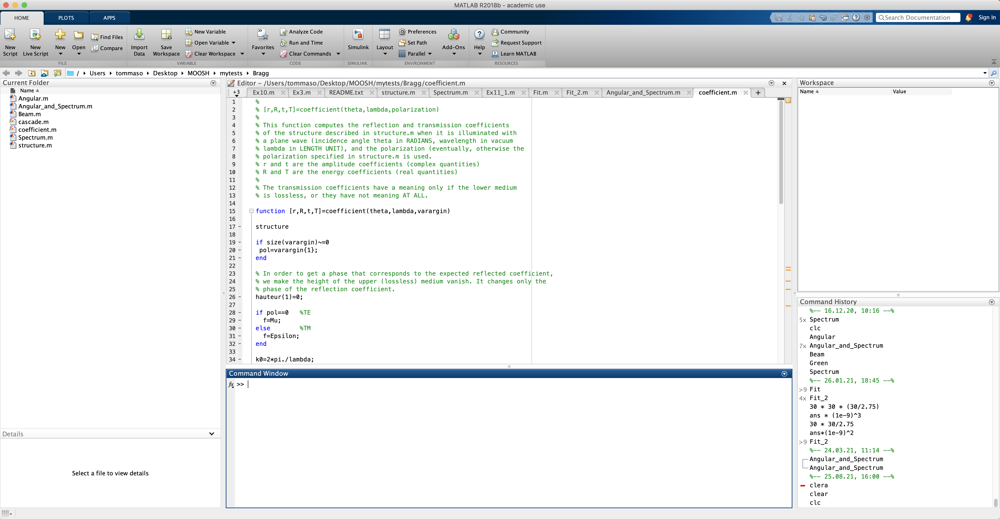 MATLAB R2018b - academic use
HOME PLOTS APPS
Search Documentation Sign In
New Script
New Live Script
New
Open
Find Files
Compare
FILE
Import Data
Save Workspace
New Variable
Open Variable
Clear Workspace
VARIABLE
Favorites
Analyze Code
Run and Time
Clear Commands
CODE
Simulink
SIMULINK
Layout
Preferences
Set Path
Parallel
Add-Ons
ENVIRONMENT
Help
Community
Request Support
Learn MATLAB
RESOURCES
/ Users tommaso Desktop MOOSH mytests Bragg
Current Folder
Name
Angular.m
Angular_and_Spectrum.m
Beam.m
cascade.m
coefficient.m
Spectrum.m
structure.m
Details
Select a file to view details
Editor - /Users/tommaso/Desktop/MOOSH/mytests/Bragg/coefficient.m
+3 Ex10.m Ex3.m README.txt structure.m Spectrum.m Ex11_1.m Fit.m Fit_2.m Angular_and_Spectrum.m coefficient.m +
1 %
2 % [r,R,t,T]=coefficient(theta,lambda,polarization)
3 %
4 % This function computes the reflection and transmission coefficients
5 % of the structure described in structure.m when it is illuminated with
6 % a plane wave (incidence angle theta in RADIANS, wavelength in vacuum
7 % lambda in LENGTH UNIT), and the polarization (eventually, otherwise the
8 % polarization specified in structure.m is used.
9 % r and t are the amplitude coefficients (complex quantities)
10 % R and T are the energy coefficients (real quantities)
11 %
12 % The transmission coefficients have a meaning only if the lower medium
13 % is lossless, or they have not meaning AT ALL.
14
15 function [r,R,t,T]=coefficient(theta,lambda,varargin)
16
17 - structure
18
19 - if size(varargin)~=0
20 - pol=varargin{1};
21 - end
22
23 % In order to get a phase that corresponds to the expected reflected coefficient,
24 % we make the height of the upper (lossless) medium vanish. It changes only the
25 % phase of the reflection coefficient.
26 - hauteur(1)=0;
27
28 - if pol==0 %TE
29 - f=Mu;
30 - else %TM
31 - f=Epsilon;
32 - end
33
34 - k0=2*pi./lambda;
Command Window
fx >>
Workspace
Name Value
Command History
%-- 16.12.20, 10:16 --%
5x Spectrum
clc
Angular
7x Angular_and_Spectrum
Beam
Green
Spectrum
%-- 26.01.21, 18:45 --%
>9 Fit
4x Fit_2
30 * 30 * (30/2.75)
ans * (1e-9)^3
30 * 30/2.75
ans*(1e-9)^2
>9 Fit_2
%-- 24.03.21, 11:14 --%
Angular_and_Spectrum
Angular_and_Spectrum
%-- 25.08.21, 16:00 --%
clera
clear
clc